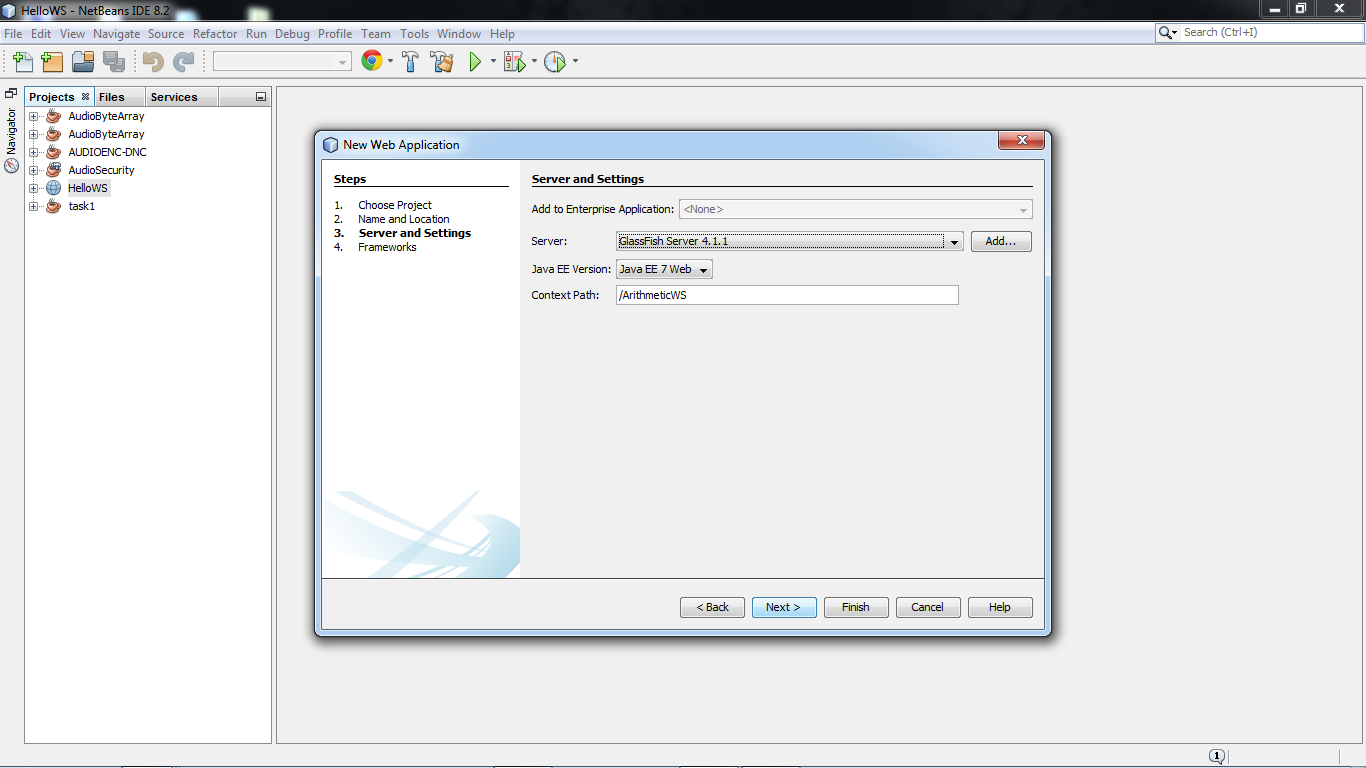 HelloWS - NetBeans IDE 8.2
File Edit View Navigate Source Refactor Run Debug Profile Team Tools Window Help
Search (Ctrl+I)
Projects Files Services
Navigator
AudioByteArray
AudioByteArray
AUDIOENC-DNC
AudioSecurity
HelloWS
task1
New Web Application
Steps
1. Choose Project
2. Name and Location
3. Server and Settings
4. Frameworks
Server and Settings
Add to Enterprise Application: <None>
Server: GlassFish Server 4.1.1 Add...
Java EE Version: Java EE 7 Web
Context Path: /ArithmeticWS
< Back Next > Finish Cancel Help
1